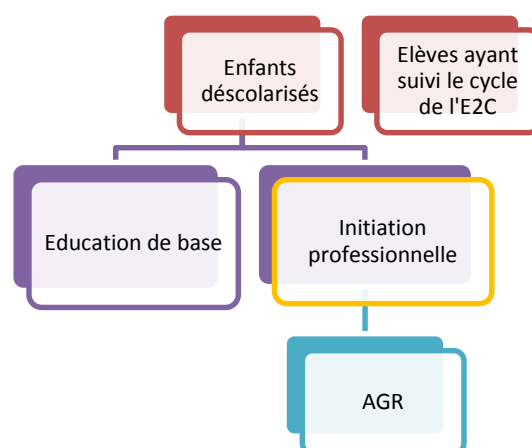 Enfants
déscolarisés
Elèves ayant
suivi le cycle
de l'E2C
Education de base
Initiation
professionnelle
AGR